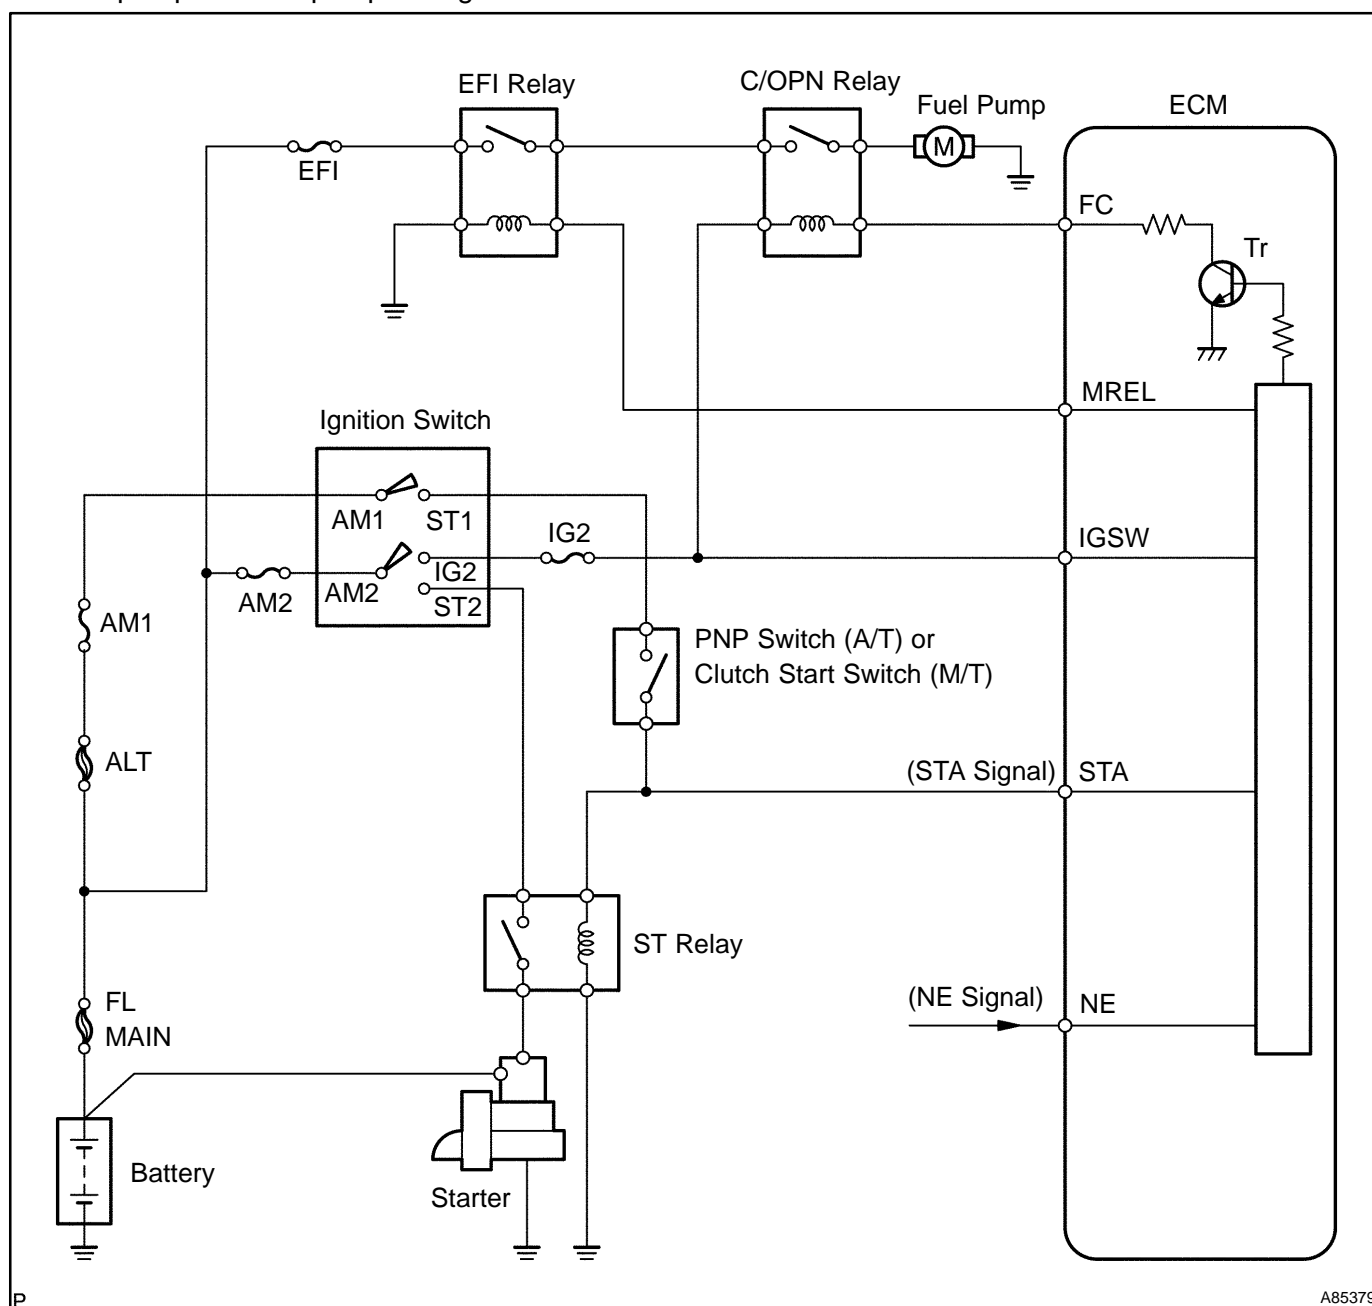 EFI Relay
C/OPN Relay
Fuel Pump
ECM
EFI
M
FC
Tr
MREL
Ignition Switch
AM1
ST1
IG2
IGSW
AM2
AM2
IG2
ST2
AM1
PNP Switch (A/T) or
Clutch Start Switch (M/T)
ALT
(STA Signal)
STA
ST Relay
FL
MAIN
(NE Signal)
NE
Battery
Starter
P
A85379